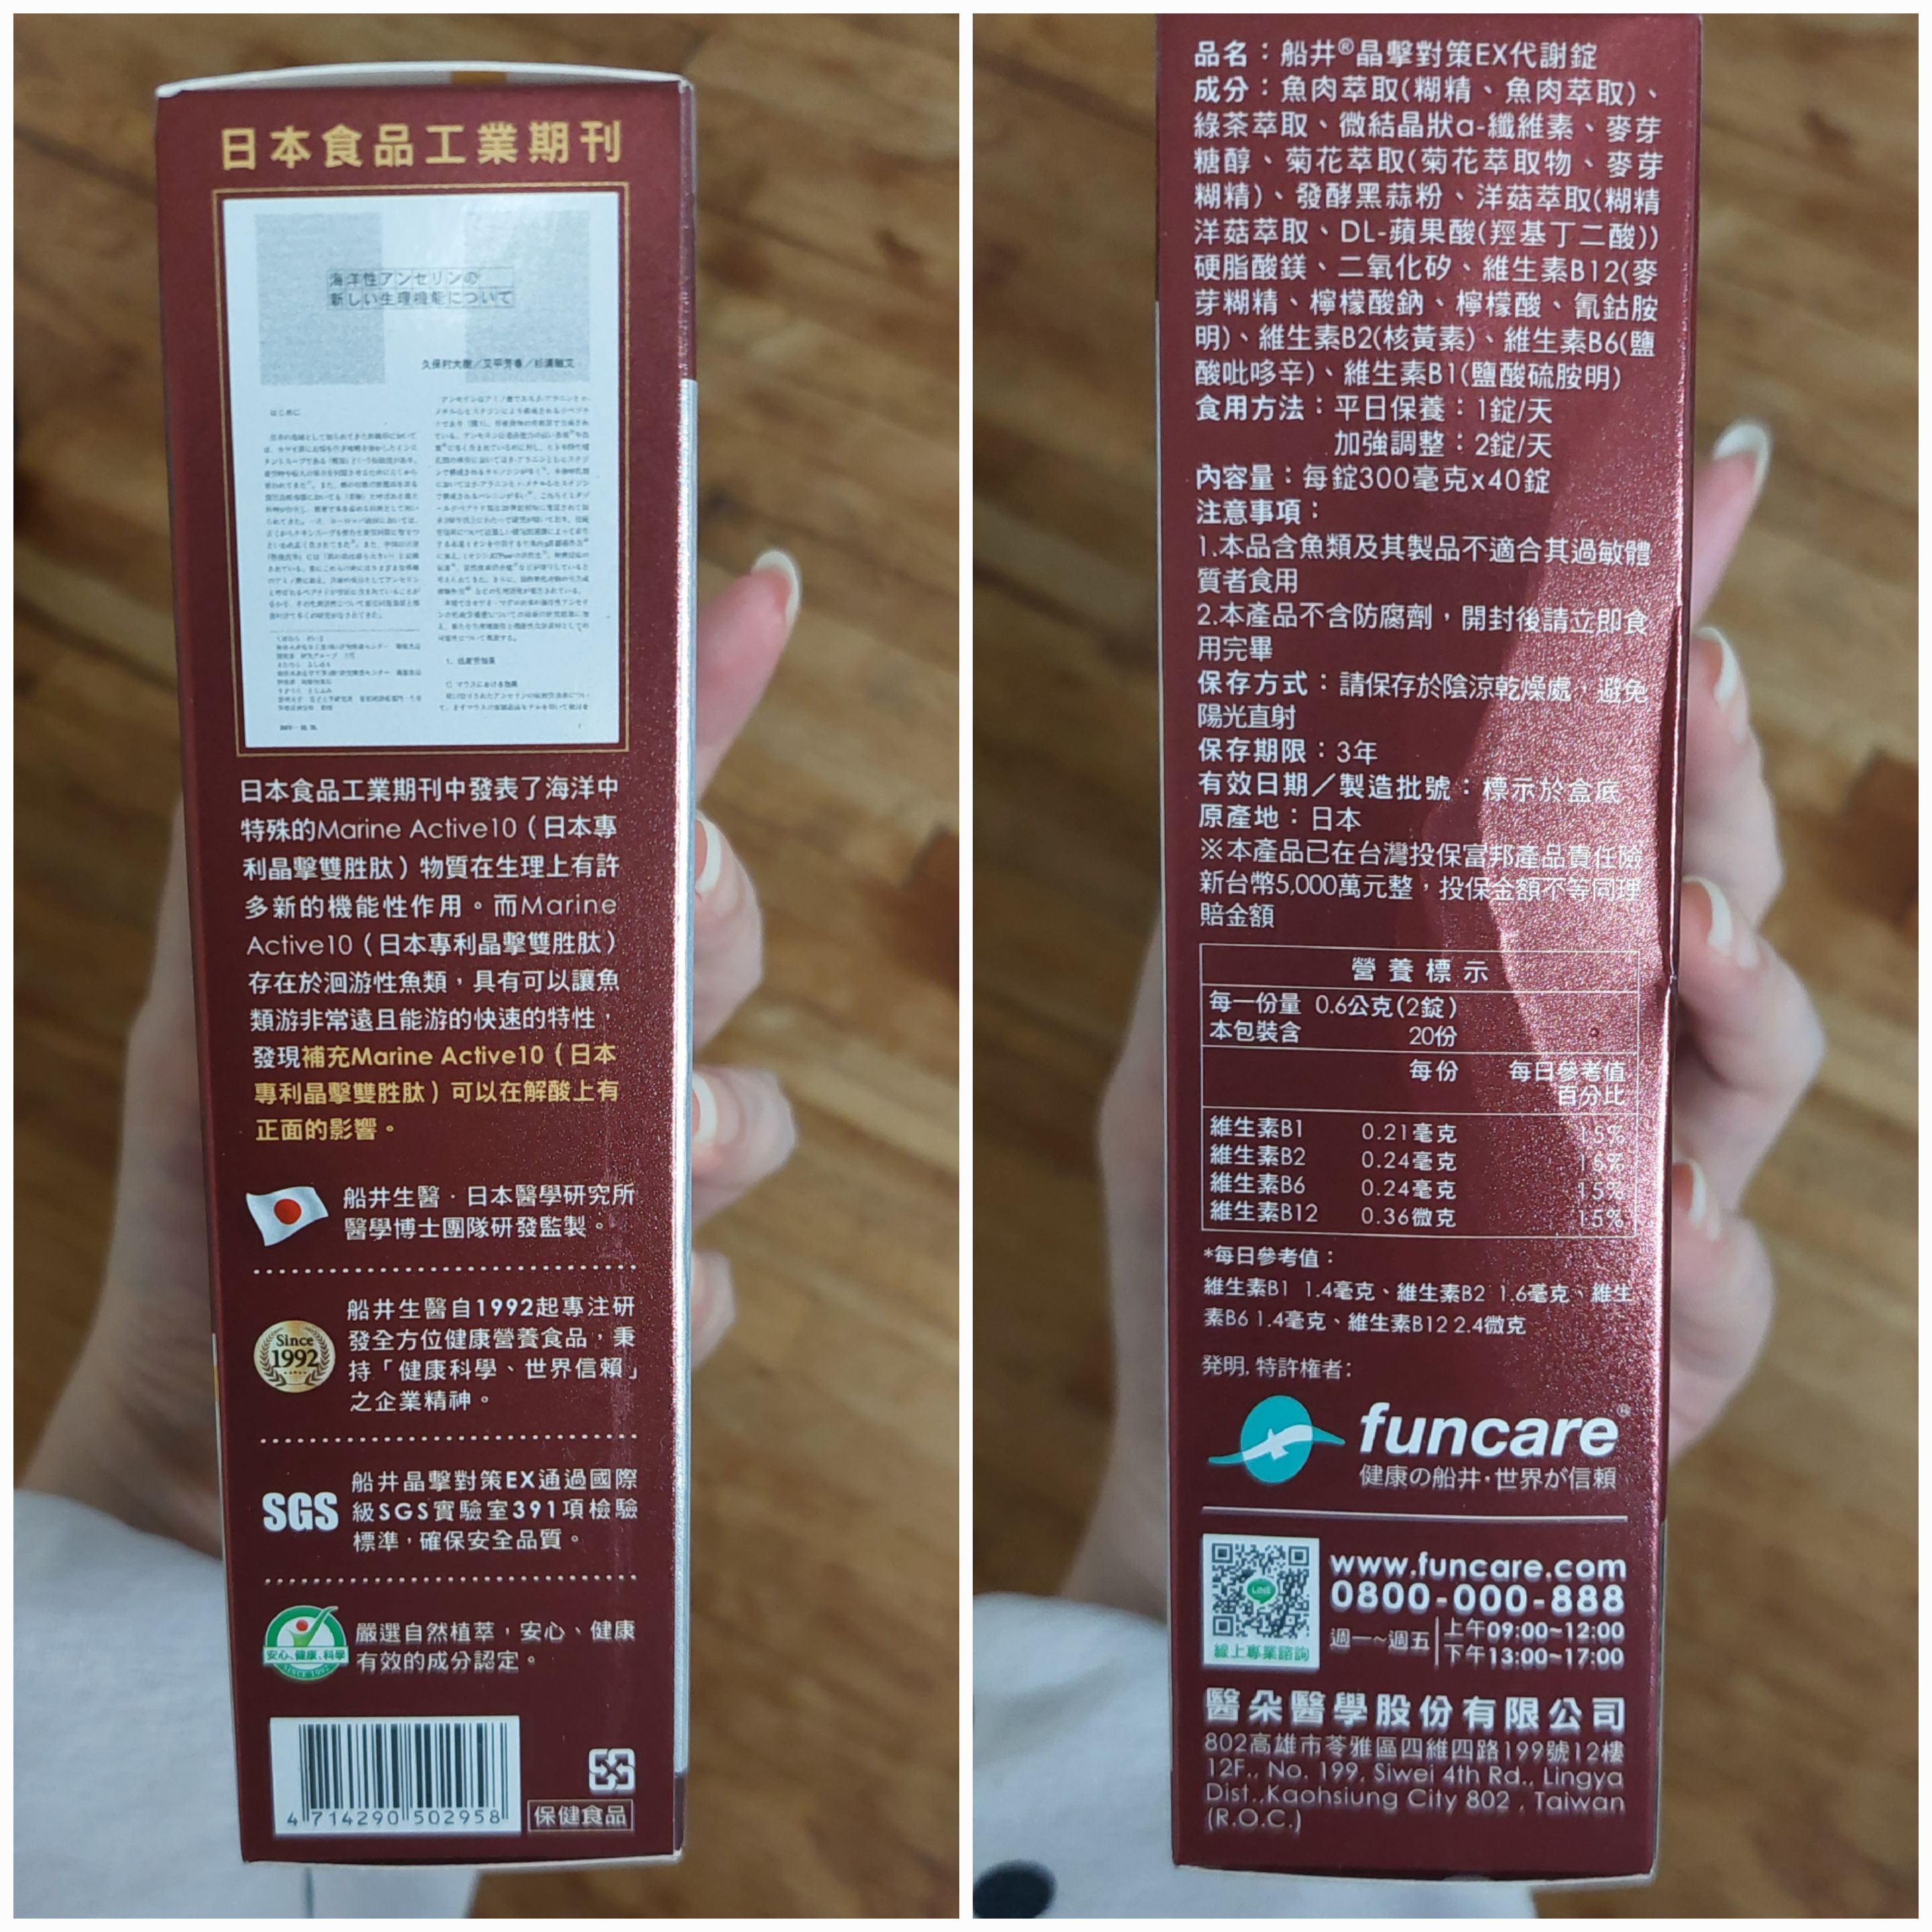 日本食品工業期刊
海洋性アンセリンの
新しい生理機能について
はじめに
1. 抗疲労効果
1) マウスにおける効果
日本食品工業期刊中發表了海洋中
特殊的Marine Active10（日本專
利晶擊雙胜肽）物質在生理上有許
多新的機能性作用。而Marine
Active10（日本專利晶擊雙胜肽）
存在於洄游性魚類，具有可以讓魚
類游非常遠且能游的快速的特性，
發現補充Marine Active10（日本
專利晶擊雙胜肽）可以在解酸上有
正面的影響。
船井生醫．日本醫學研究所
醫學博士團隊研發監製。
Since
1992
船井生醫自1992起專注研
發全方位健康營養食品，秉
持「健康科學、世界信賴」
之企業精神。
SGS
船井晶擊對策EX通過國際
級SGS實驗室391項檢驗
標準，確保安全品質。
安心、健康、科學
SINCE 1992
嚴選自然植萃，安心、健康
有效的成分認定。
4 714290 502958
保健食品
品名：船井®晶擊對策EX代謝錠
成分：魚肉萃取(糊精、魚肉萃取)、
綠茶萃取、微結晶狀α-纖維素、麥芽
糖醇、菊花萃取(菊花萃取物、麥芽
糊精)、發酵黑蒜粉、洋菇萃取(糊精
洋菇萃取、DL-蘋果酸(羥基丁二酸))
硬脂酸鎂、二氧化矽、維生素B12(麥
芽糊精、檸檬酸鈉、檸檬酸、氰鈷胺
明)、維生素B2(核黃素)、維生素B6(鹽
酸吡哆辛)、維生素B1(鹽酸硫胺明)
食用方法：平日保養：1錠/天
加強調整：2錠/天
內容量：每錠300毫克x40錠
注意事項：
1.本品含魚類及其製品不適合其過敏體
質者食用
2.本產品不含防腐劑，開封後請立即食
用完畢
保存方式：請保存於陰涼乾燥處，避免
陽光直射
保存期限：3年
有效日期／製造批號：標示於盒底
原產地：日本
※本產品已在台灣投保富邦產品責任險
新台幣5,000萬元整，投保金額不等同理
賠金額
營養標示
每一份量 0.6公克(2錠)
本包裝含 20份
每份 每日參考值
百分比
維生素B1 0.21毫克 15%
維生素B2 0.24毫克 15%
維生素B6 0.24毫克 15%
維生素B12 0.36微克 15%
*每日參考值：
維生素B1 1.4毫克、維生素B2 1.6毫克、維生
素B6 1.4毫克、維生素B12 2.4微克
発明, 特許権者:
funcare®
健康の船井·世界が信頼
LINE
線上專業諮詢
www.funcare.com
0800-000-888
週一~週五 上午09:00~12:00
下午13:00~17:00
醫朵醫學股份有限公司
802高雄市苓雅區四維四路199號12樓
12F., No. 199, Siwei 4th Rd., Lingya
Dist.,Kaohsiung City 802 , Taiwan
(R.O.C.)